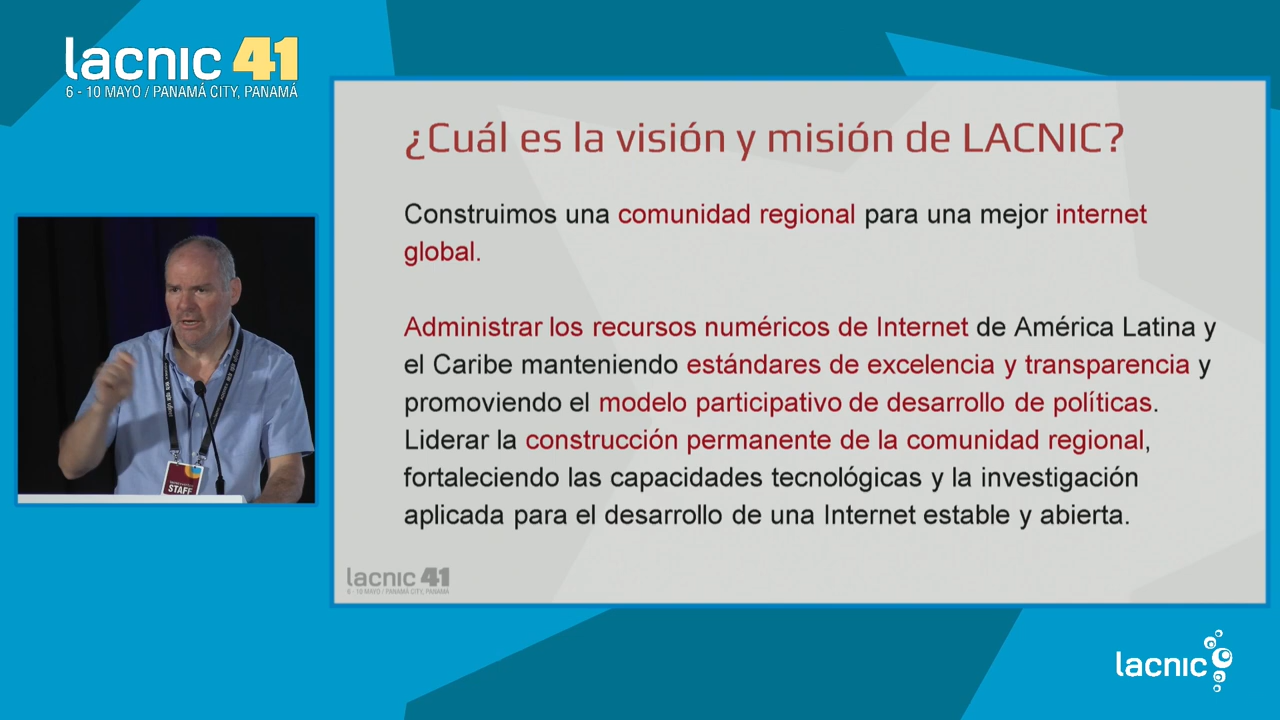 lacnic 41
6 - 10 MAYO / PANAMÁ CITY, PANAMÁ
¿Cuál es la visión y misión de LACNIC?
Construimos una comunidad regional para una mejor internet
global.
Administrar los recursos numéricos de Internet de América Latina y
el Caribe manteniendo estándares de excelencia y transparencia y
promoviendo el modelo participativo de desarrollo de políticas.
Liderar la construcción permanente de la comunidad regional,
fortaleciendo las capacidades tecnológicas y la investigación
aplicada para el desarrollo de una Internet estable y abierta.
STAFF
lacnic 41
6 - 10 MAYO / PANAMÁ CITY, PANAMÁ
lacnic